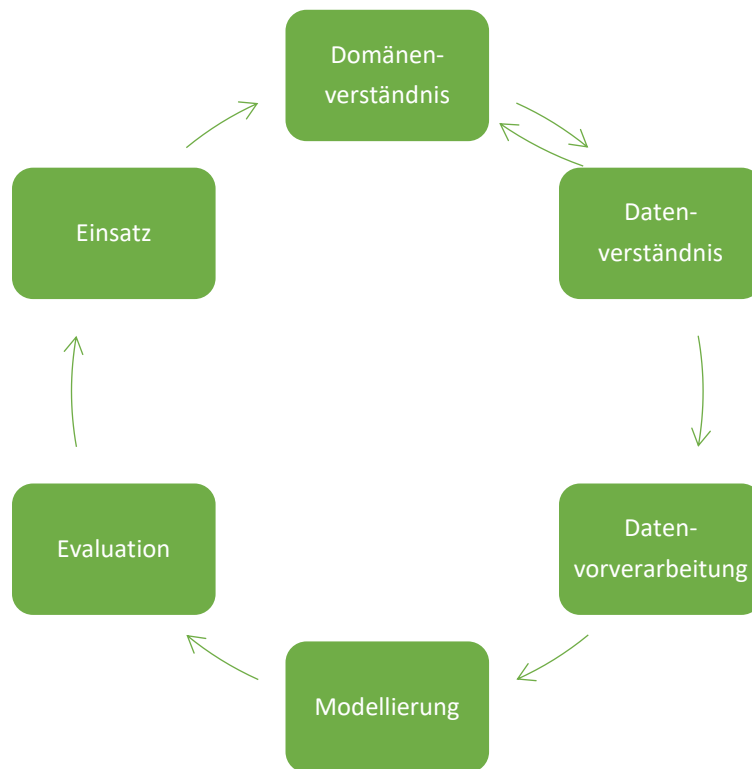 Domänen-
verständnis
Daten-
verständnis
Daten-
vorverarbeitung
Modellierung
Evaluation
Einsatz